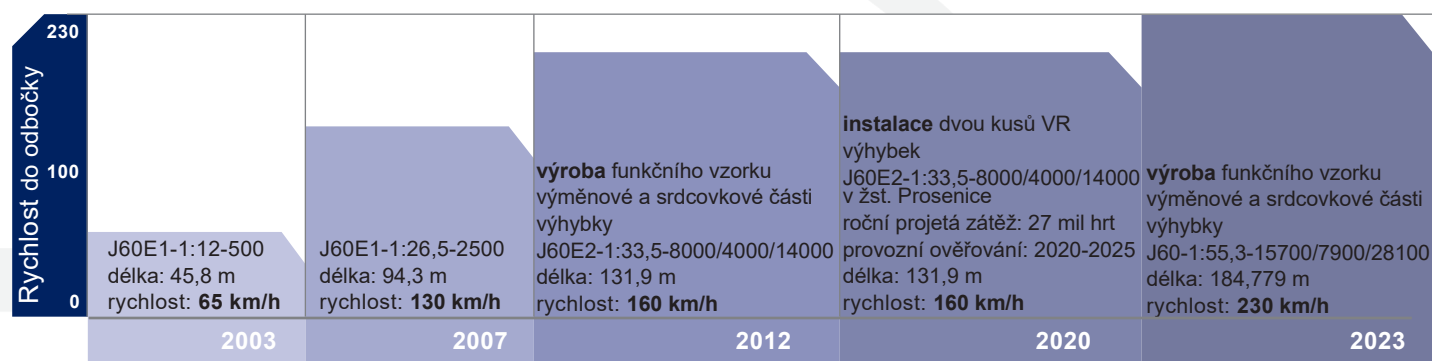 230
100
0
Rychlost do odbočky
J60E1-1:12-500
délka: 45,8 m
rychlost: 65 km/h
2003
J60E1-1:26,5-2500
délka: 94,3 m
rychlost: 130 km/h
2007
výroba funkčního vzorku
výměnové a srdcovkové části
výhybky
J60E2-1:33,5-8000/4000/14000
délka: 131,9 m
rychlost: 160 km/h
2012
instalace dvou kusů VR
výhybek
J60E2-1:33,5-8000/4000/14000
v žst. Prosenice
roční projetá zátěž: 27 mil hrt
provozní ověřování: 2020-2025
délka: 131,9 m
rychlost: 160 km/h
2020
výroba funkčního vzorku
výměnové a srdcovkové části
výhybky
J60-1:55,3-15700/7900/28100
délka: 184,779 m
rychlost: 230 km/h
2023